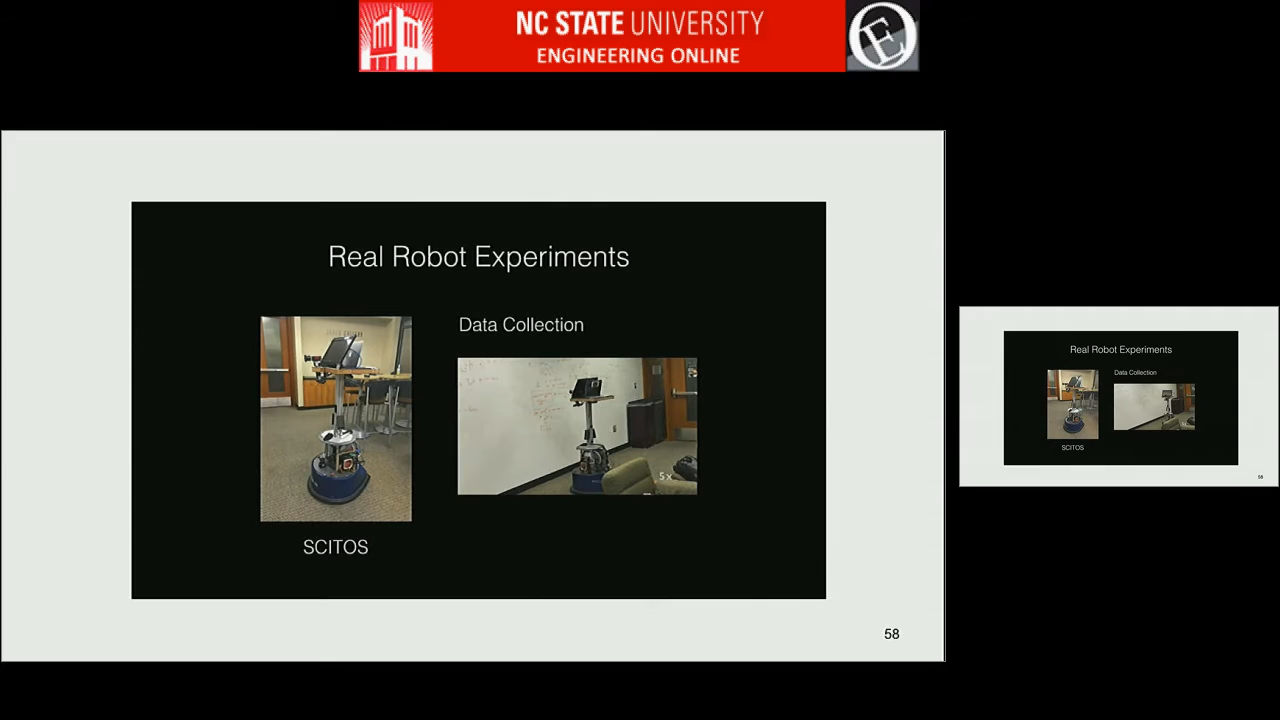 NC STATE UNIVERSITY
ENGINEERING ONLINE
Real Robot Experiments
Data Collection
5x
SCITOS
58
Real Robot Experiments
Data Collection
SCITOS
58